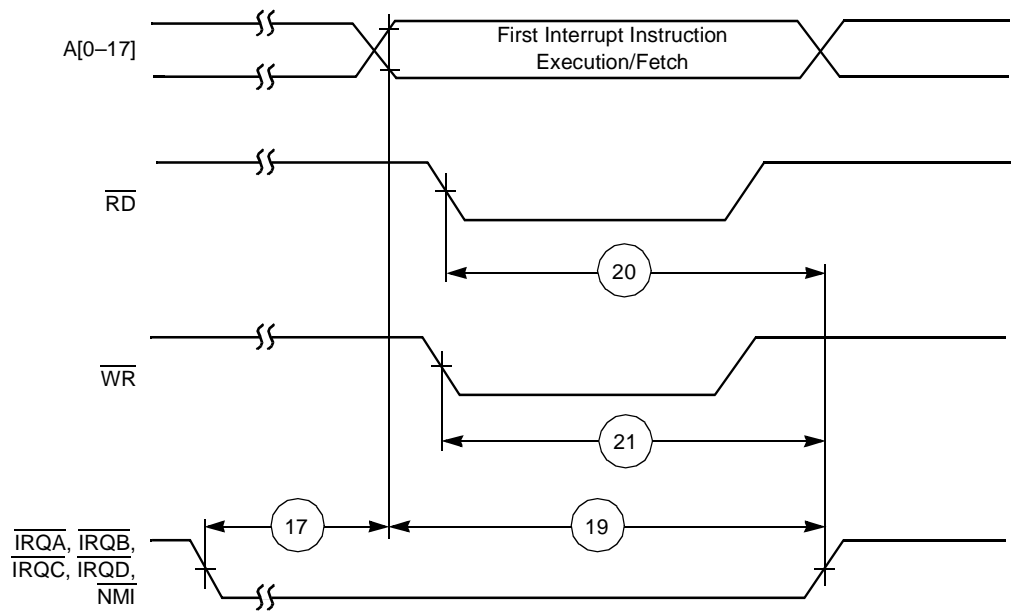 A[0–17]
First Interrupt Instruction
Execution/Fetch
RD
20
WR
21
17
19
IRQA, IRQB,
IRQC, IRQD,
NMI